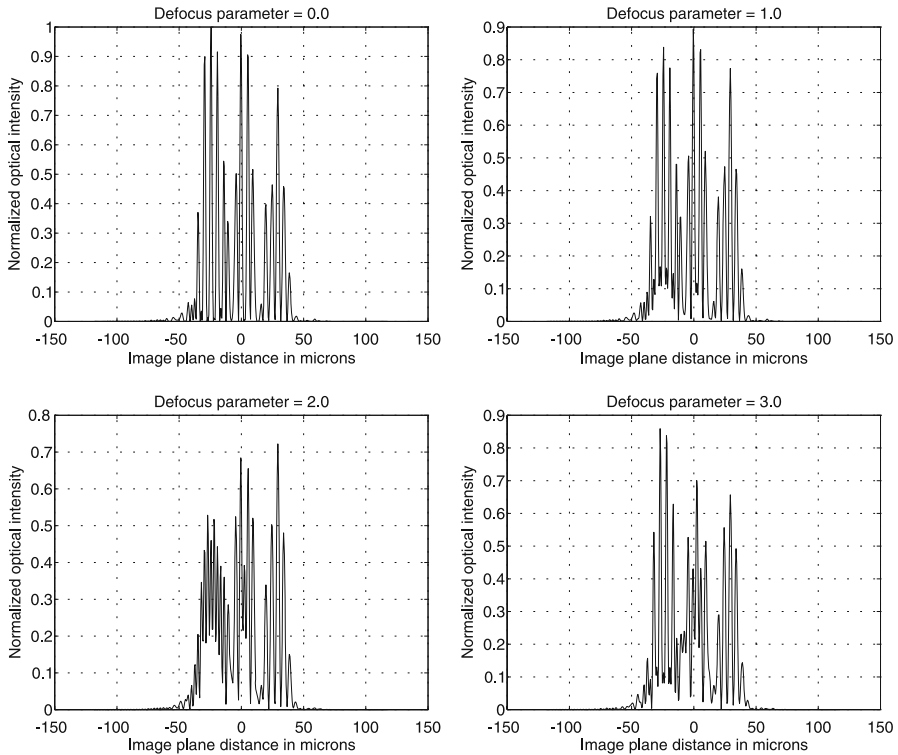 Defocus parameter = 0.0
1
0.9
0.8
0.7
0.6
0.5
0.4
0.3
0.2
0.1
0
-150 -100 -50 0 50 100 150
Normalized optical intensity
Image plane distance in microns
Defocus parameter = 1.0
0.9
0.8
0.7
0.6
0.5
0.4
0.3
0.2
0.1
0
-150 -100 -50 0 50 100 150
Normalized optical intensity
Image plane distance in microns
Defocus parameter = 2.0
0.8
0.7
0.6
0.5
0.4
0.3
0.2
0.1
0
-150 -100 -50 0 50 100 150
Normalized optical intensity
Image plane distance in microns
Defocus parameter = 3.0
0.9
0.8
0.7
0.6
0.5
0.4
0.3
0.2
0.1
0
-150 -100 -50 0 50 100 150
Normalized optical intensity
Image plane distance in microns